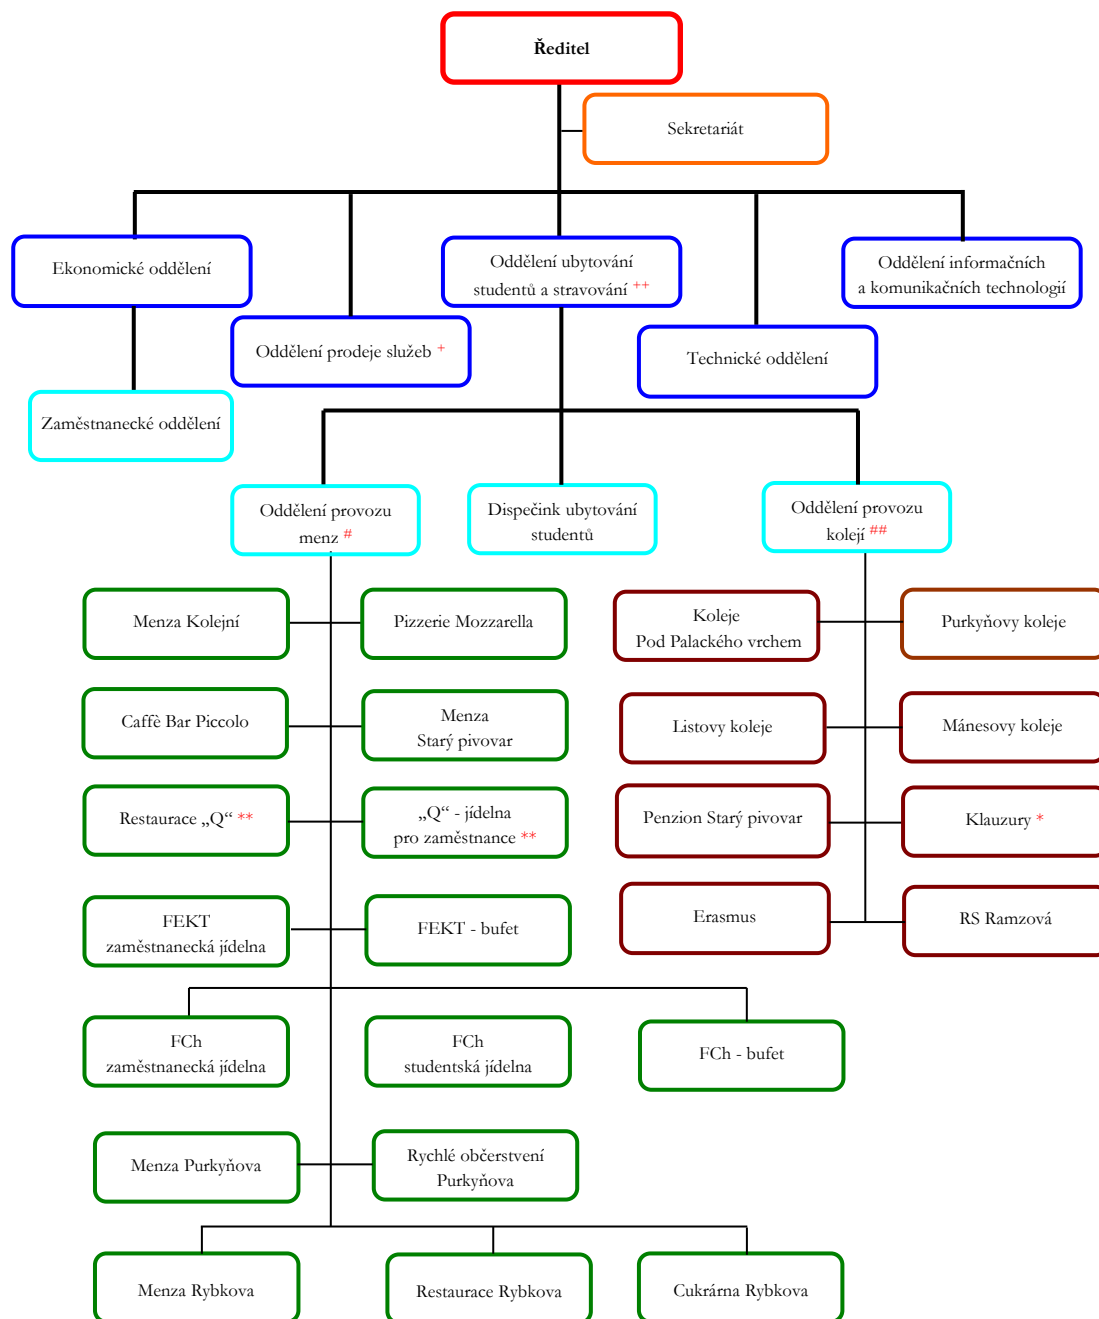 Ředitel
Sekretariát
Ekonomické oddělení
Oddělení ubytování
studentů a stravování ++
Oddělení informačních
a komunikačních technologií
Oddělení prodeje služeb +
Technické oddělení
Zaměstnanecké oddělení
Oddělení provozu
menz #
Dispečink ubytování
studentů
Oddělení provozu
kolejí ##
Menza Kolejní
Pizzerie Mozzarella
Koleje
Pod Palackého vrchem
Purkyňovy koleje
Caffè Bar Piccolo
Menza
Starý pivovar
Listovy koleje
Mánesovy koleje
Restaurace „Q“ **
„Q“ - jídelna
pro zaměstnance **
Penzion Starý pivovar
Klauzury *
FEKT
zaměstnanecká jídelna
FEKT - bufet
Erasmus
RS Ramzová
FCh
zaměstnanecká jídelna
FCh
studentská jídelna
FCh - bufet
Menza Purkyňova
Rychlé občerstvení
Purkyňova
Menza Rybkova
Restaurace Rybkova
Cukrárna Rybkova